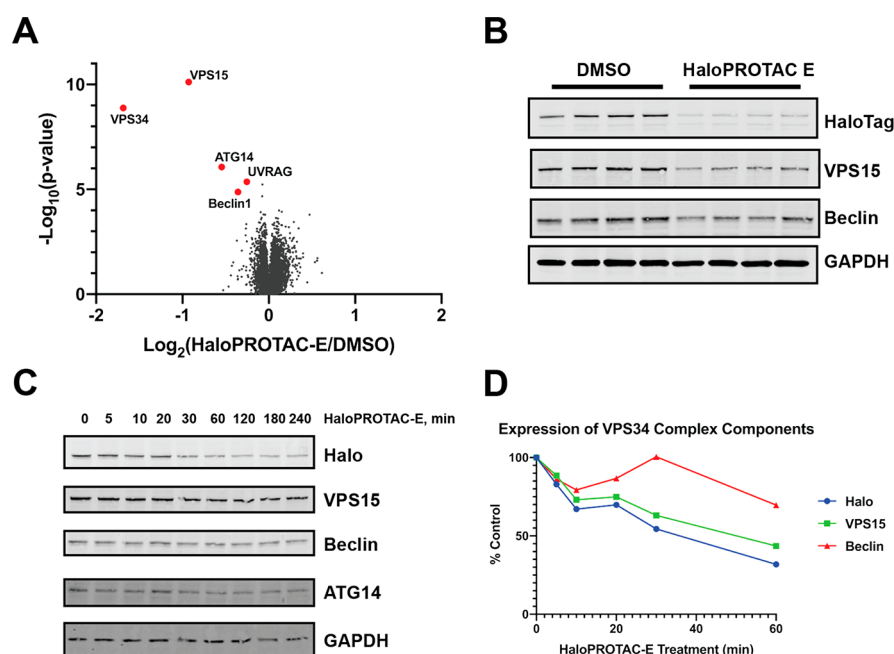 A
-Log10(p-value)
10
5
0
VPS15
VPS34
ATG14
UVRAG
Beclin1
-2 -1 0 1 2
Log2(HaloPROTAC-E/DMSO)
B
DMSO HaloPROTAC E
HaloTag
VPS15
Beclin
GAPDH
C
0 5 10 20 30 60 120 180 240 HaloPROTAC-E, min
Halo
VPS15
Beclin
ATG14
GAPDH
D
Expression of VPS34 Complex Components
% Control
100
50
0
0 20 40 60
HaloPROTAC-E Treatment (min)
Halo
VPS15
Beclin